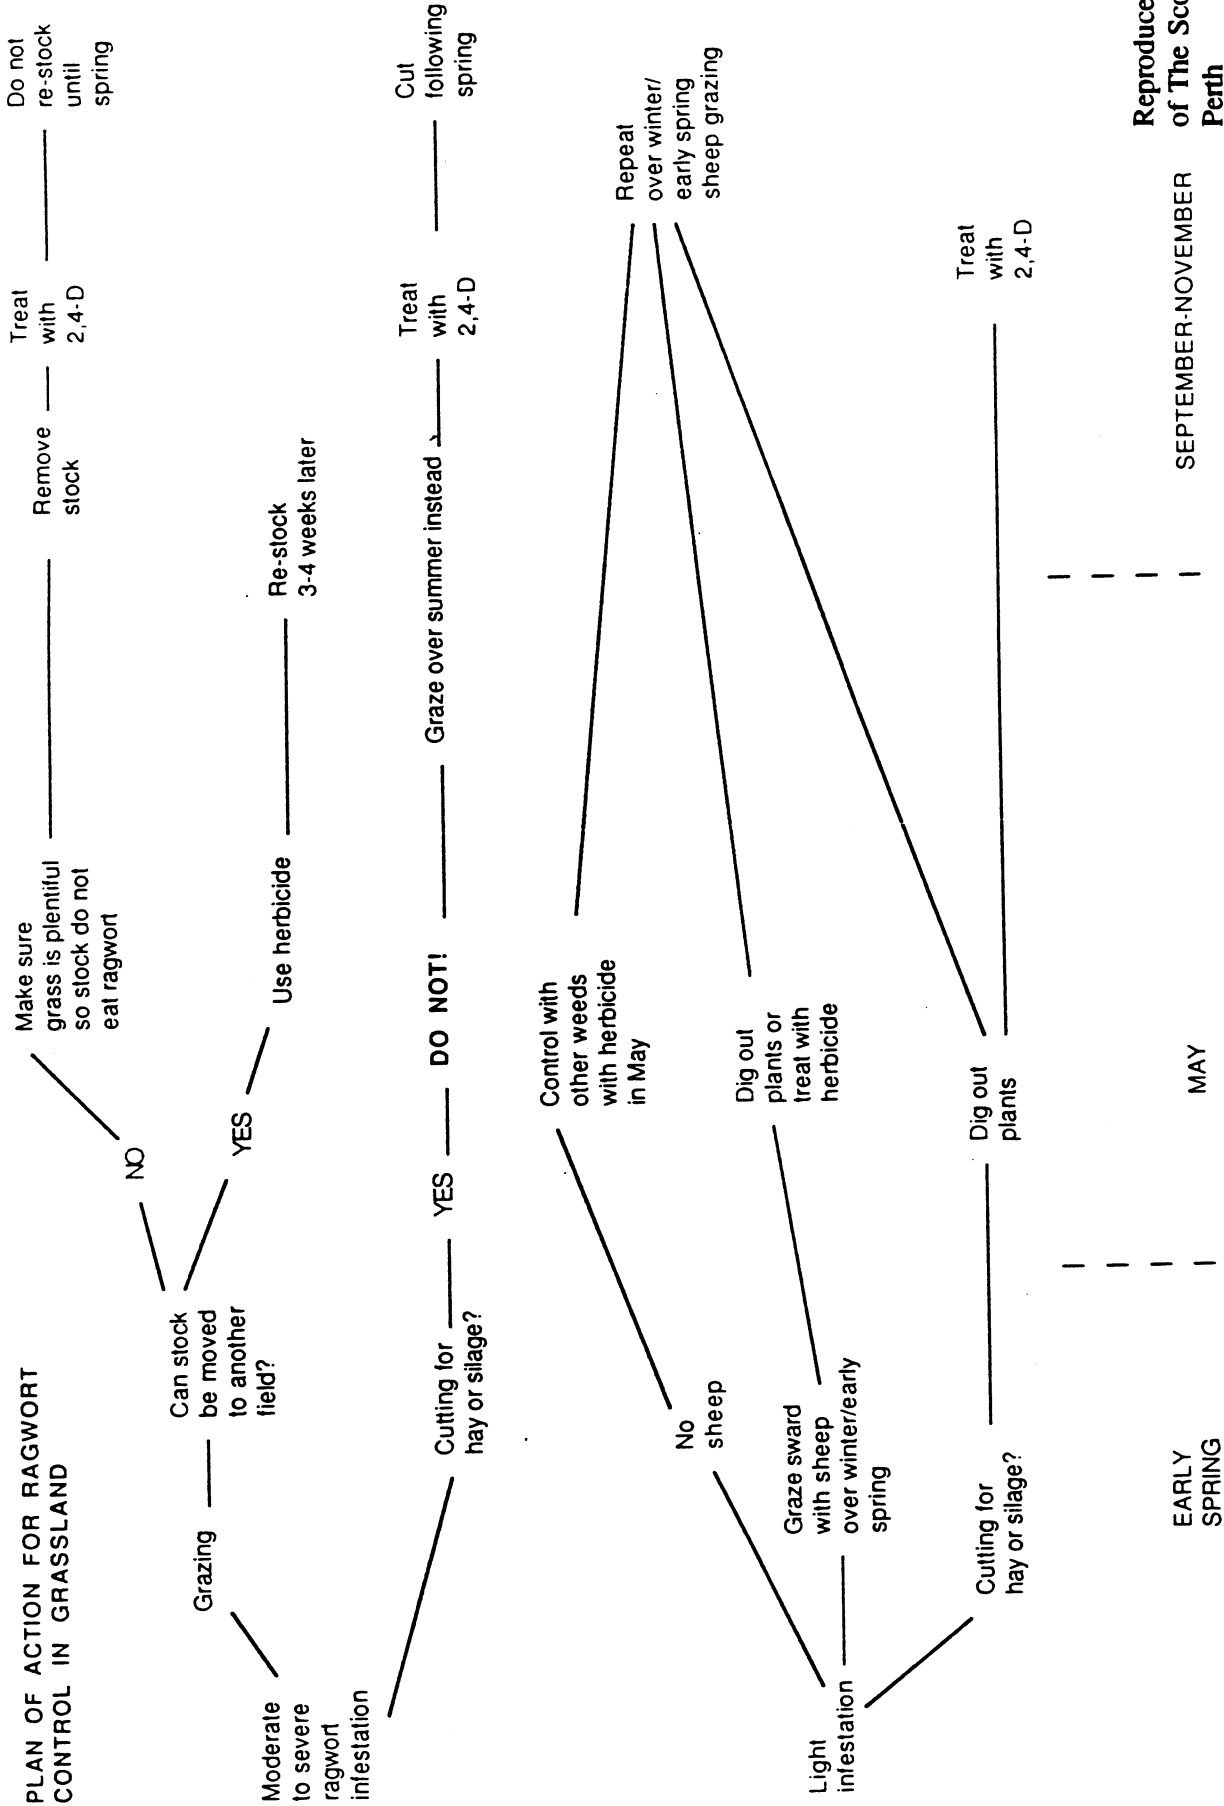 PLAN OF ACTION FOR RAGWORT
CONTROL IN GRASSLAND
Moderate
to severe
ragwort
infestation
Grazing
Can stock
be moved
to another
field?
NO
Make sure
grass is plentiful
so stock do not
eat ragwort
Remove
stock
Treat
with
2,4-D
Do not
re-stock
until
spring
YES
Use herbicide
Re-stock
3-4 weeks later
Cutting for
hay or silage?
YES
DO NOT!
Graze over summer instead
Treat
with
2,4-D
Cut
following
spring
Light
infestation
No
sheep
Control with
other weeds
with herbicide
in May
Graze sward
with sheep
over winter/early
spring
Dig out
plants or
treat with
herbicide
Repeat
over winter/
early spring
sheep grazing
Cutting for
hay or silage?
Dig out
plants
Treat
with
2,4-D
EARLY
SPRING
MAY
SEPTEMBER-NOVEMBER
Reproduce
of The Sco
Perth